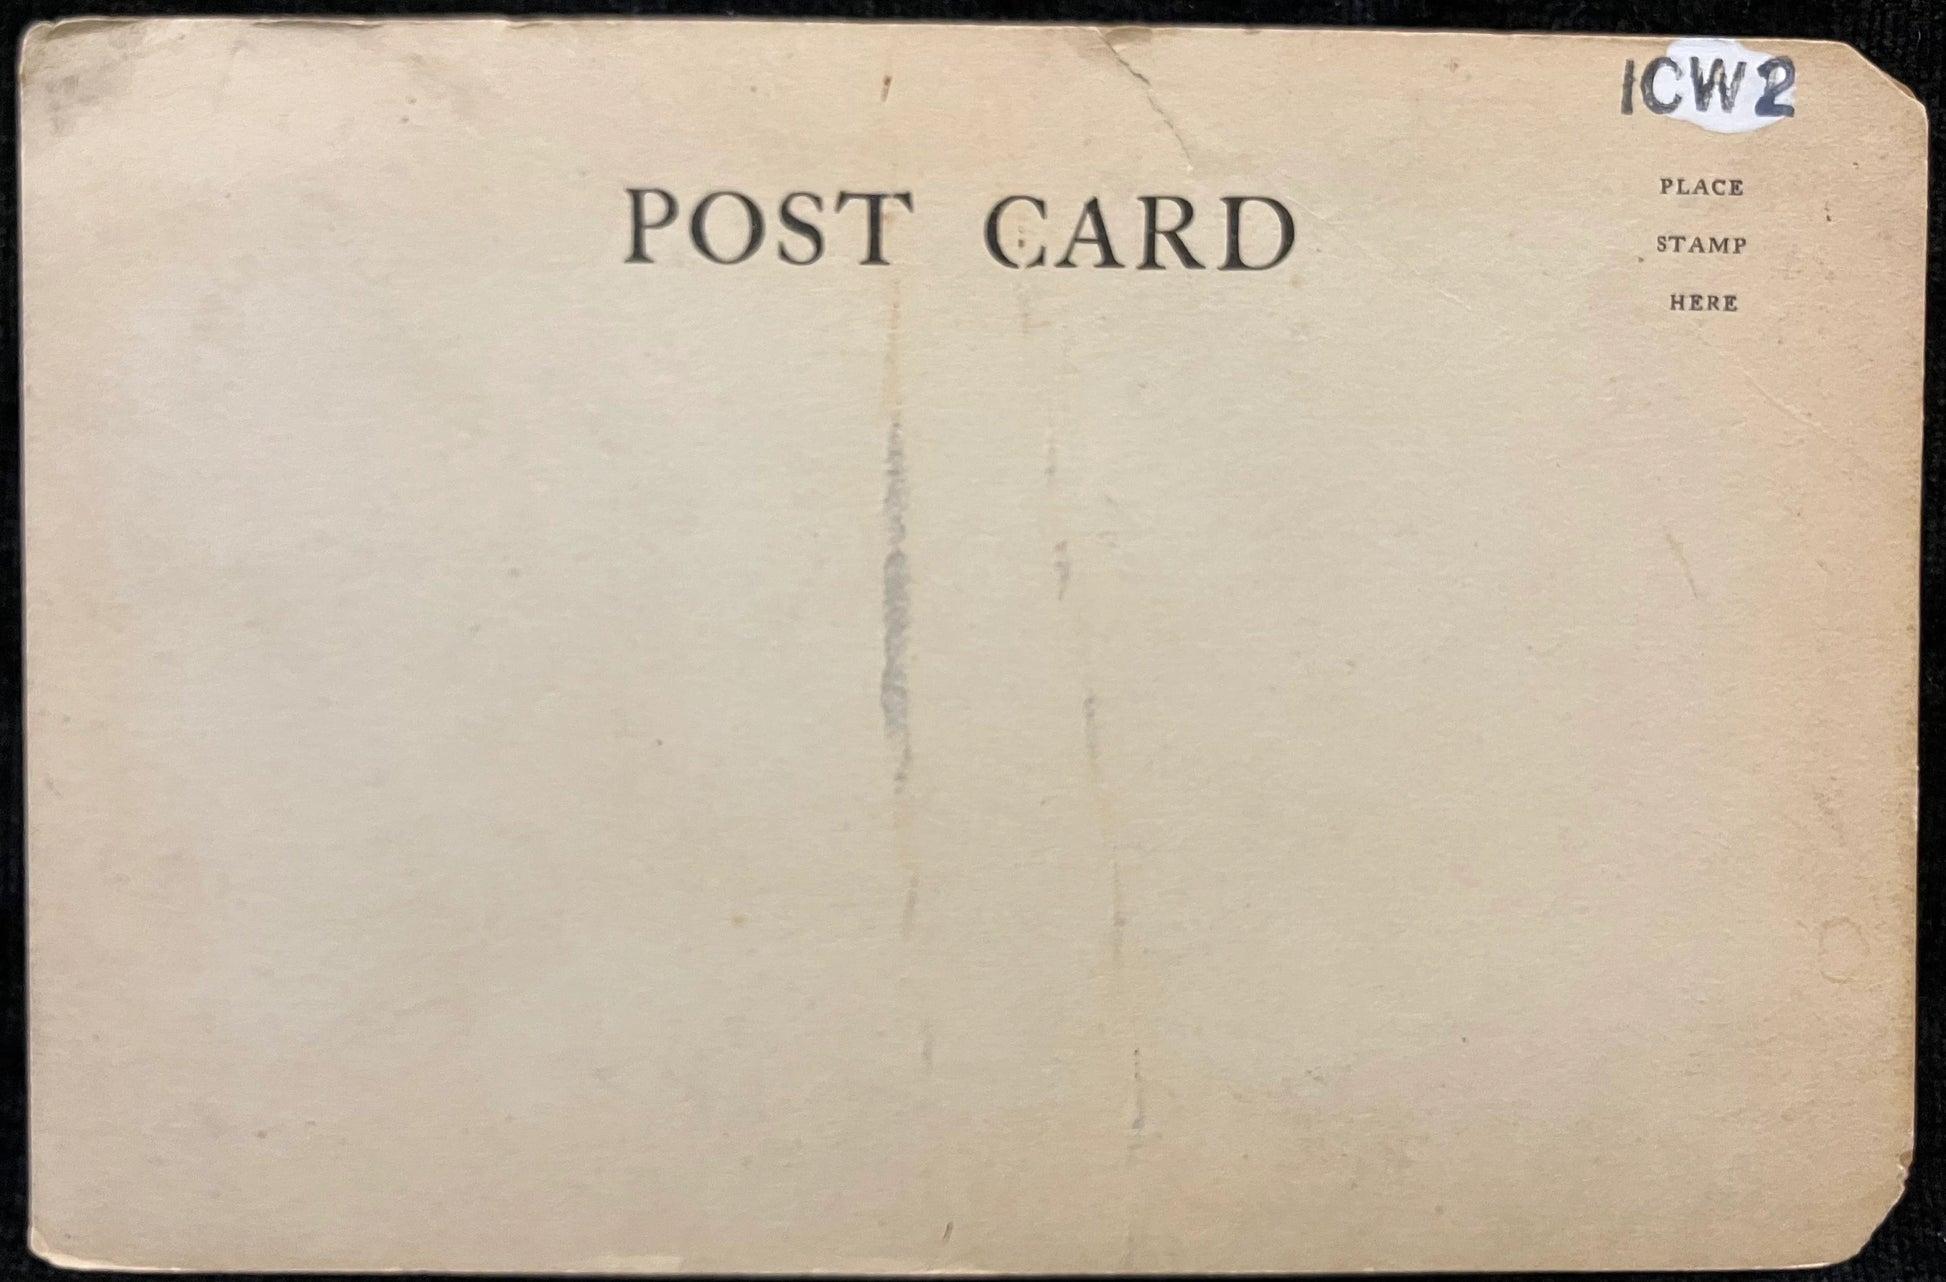 ICW2
POST CARD
PLACE
STAMP
HERE